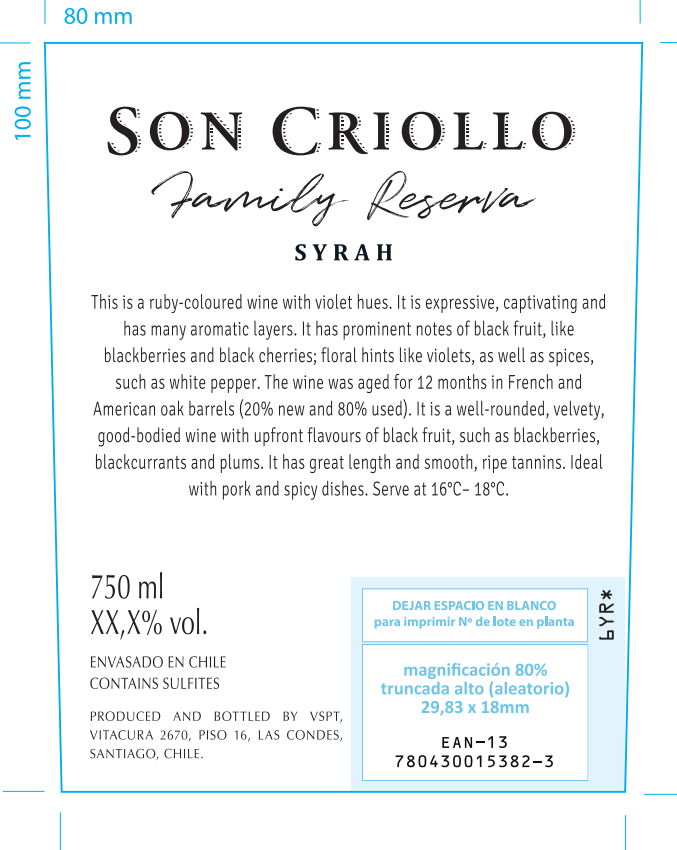 80 mm
100 mm
SON CRIOLLO
Family Reserva
SYRAH
This is a ruby-coloured wine with violet hues. It is expressive, captivating and
has many aromatic layers. It has prominent notes of black fruit, like
blackberries and black cherries; floral hints like violets, as well as spices,
such as white pepper. The wine was aged for 12 months in French and
American oak barrels (20% new and 80% used). It is a well-rounded, velvety,
good-bodied wine with upfront flavours of black fruit, such as blackberries,
blackcurrants and plums. It has great length and smooth, ripe tannins. Ideal
with pork and spicy dishes. Serve at 16ºC– 18ºC.
750 ml
XX,X% vol.
ENVASADO EN CHILE
CONTAINS SULFITES
PRODUCED AND BOTTLED BY VSPT,
VITACURA 2670, PISO 16, LAS CONDES,
SANTIAGO, CHILE.
DEJAR ESPACIO EN BLANCO
para imprimir Nº de lote en planta
magnificación 80%
truncada alto (aleatorio)
29,83 x 18mm
EAN-13
780430015382-3